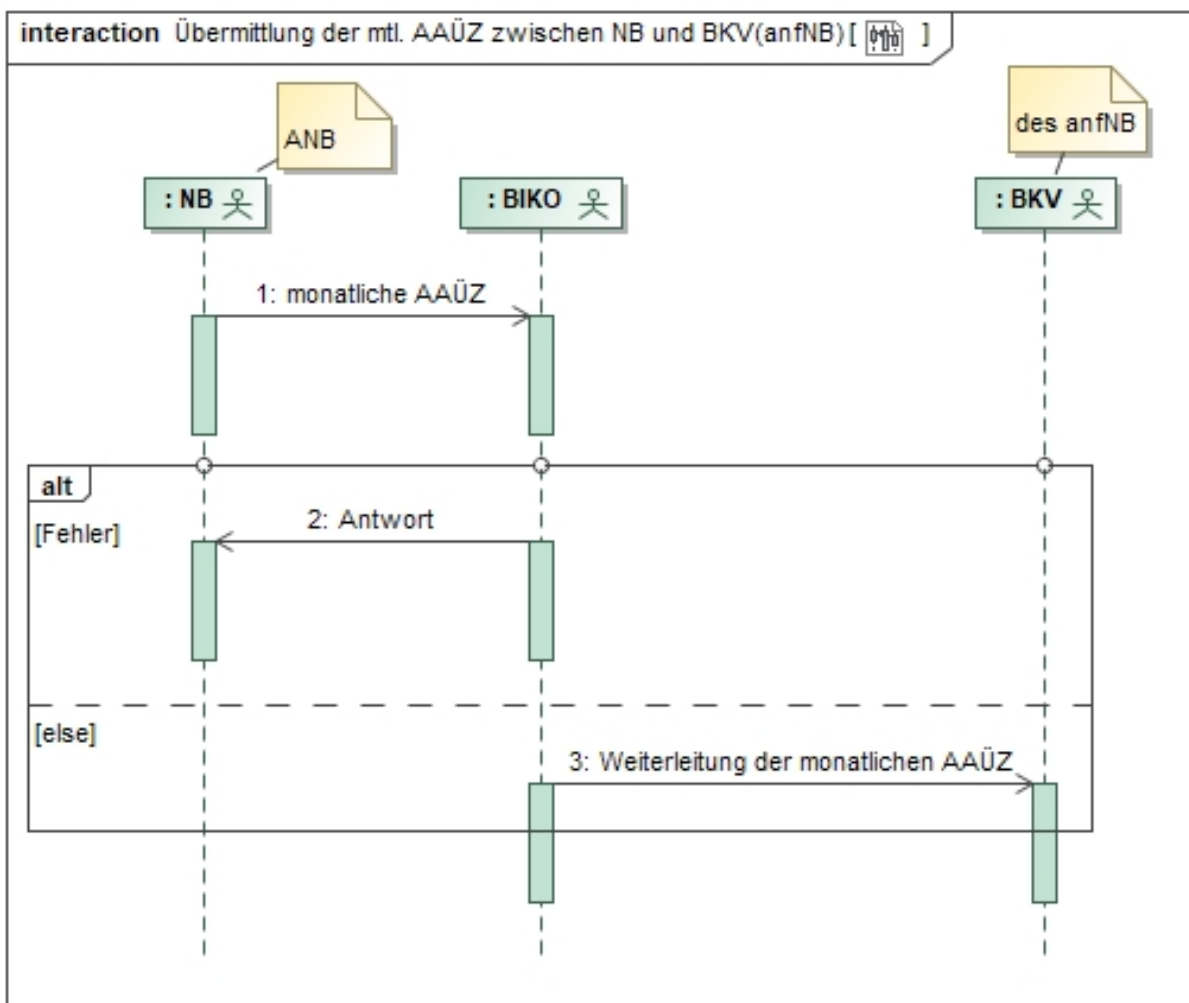 interaction Übermittlung der mtl. AAÜZ zwischen NB und BKV(anfNB) [ ]
ANB
des anfNB
: NB
: BIKO
: BKV
1: monatliche AAÜZ
alt
[Fehler]
2: Antwort
[else]
3: Weiterleitung der monatlichen AAÜZ